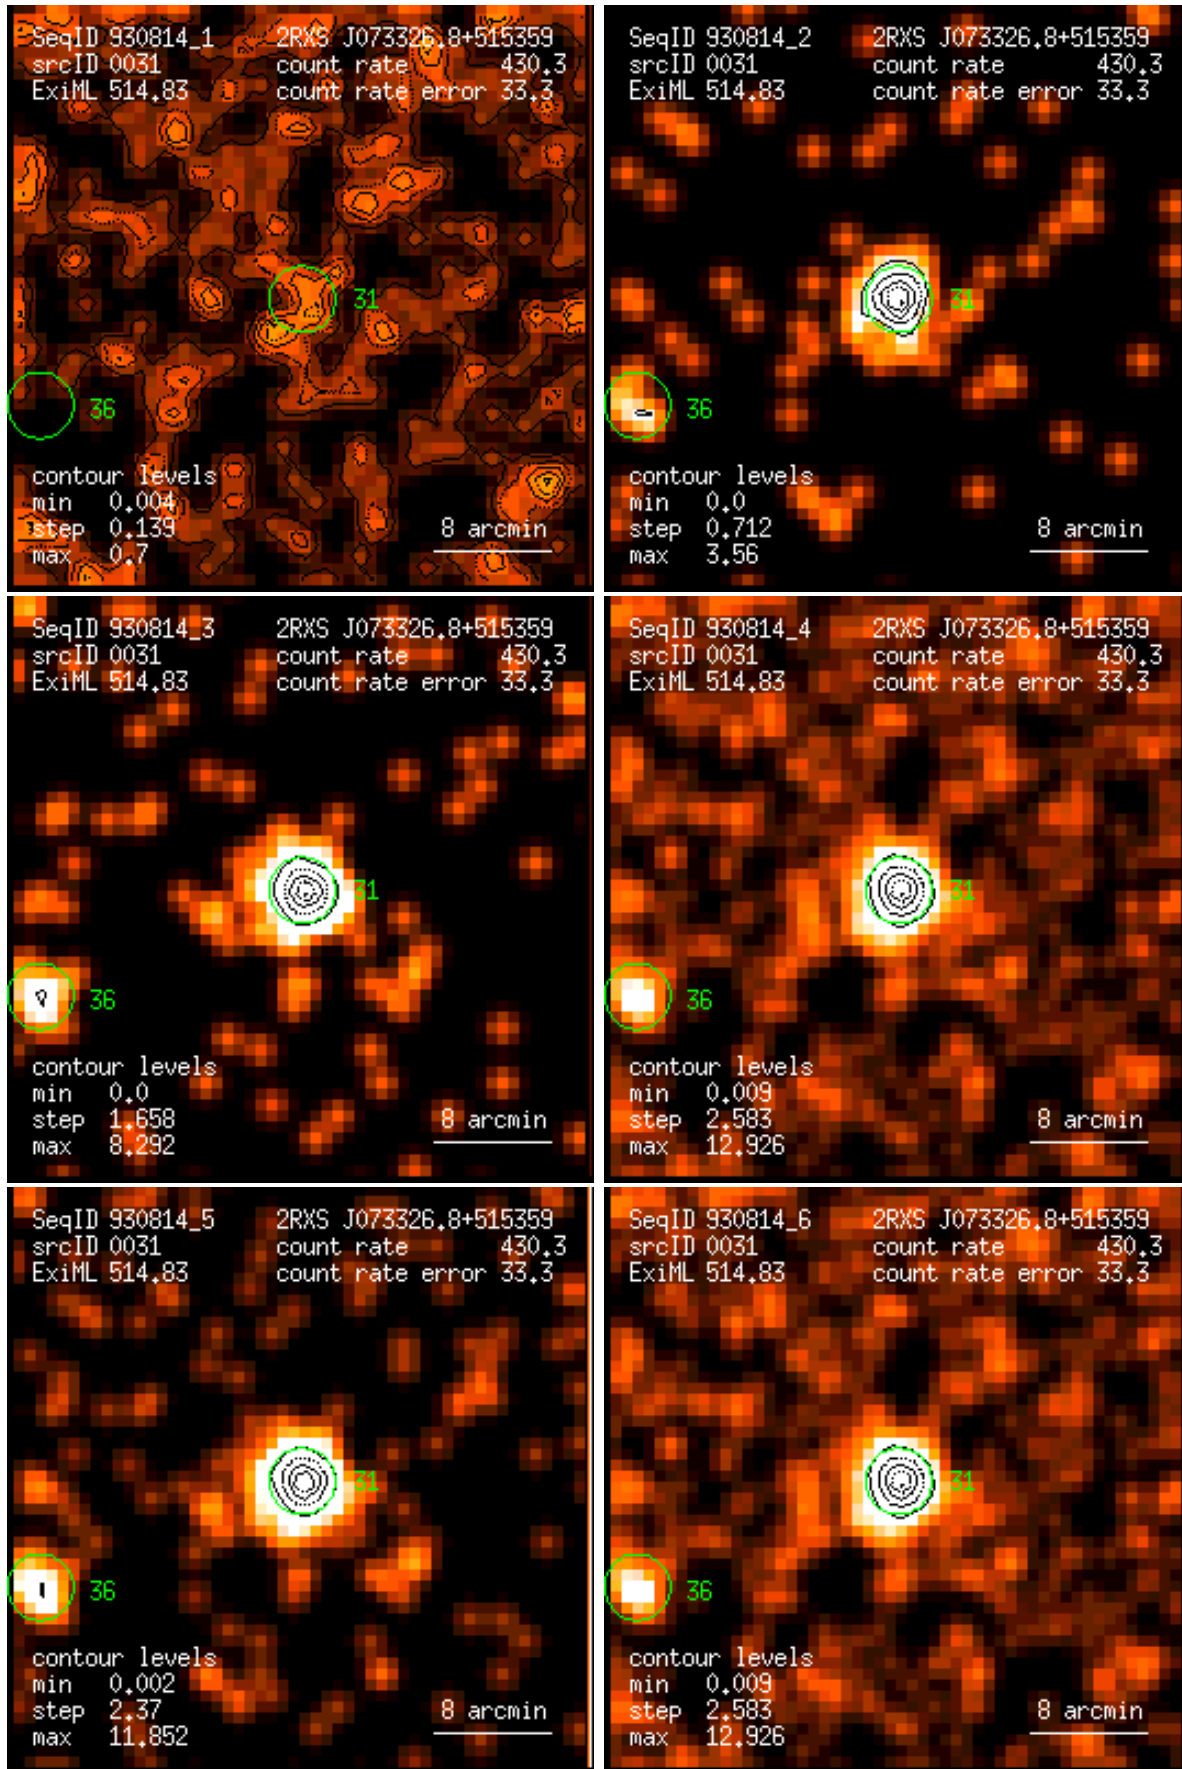 SeqID 930814_1 2RXS J073326.8+515359
srcID 0031 count rate 430.3
ExiML 514.83 count rate error 33.3
31
36
contour levels
min 0.004
step 0.139 8 arcmin
max 0.7
SeqID 930814_2 2RXS J073326.8+515359
srcID 0031 count rate 430.3
ExiML 514.83 count rate error 33.3
31
36
contour levels
min 0.0
step 0.712 8 arcmin
max 3.56
SeqID 930814_3 2RXS J073326.8+515359
srcID 0031 count rate 430.3
ExiML 514.83 count rate error 33.3
31
36
contour levels
min 0.0
step 1.658 8 arcmin
max 8.292
SeqID 930814_4 2RXS J073326.8+515359
srcID 0031 count rate 430.3
ExiML 514.83 count rate error 33.3
31
36
contour levels
min 0.009
step 2.583 8 arcmin
max 12.926
SeqID 930814_5 2RXS J073326.8+515359
srcID 0031 count rate 430.3
ExiML 514.83 count rate error 33.3
31
36
contour levels
min 0.002
step 2.37 8 arcmin
max 11.852
SeqID 930814_6 2RXS J073326.8+515359
srcID 0031 count rate 430.3
ExiML 514.83 count rate error 33.3
31
36
contour levels
min 0.009
step 2.583 8 arcmin
max 12.926